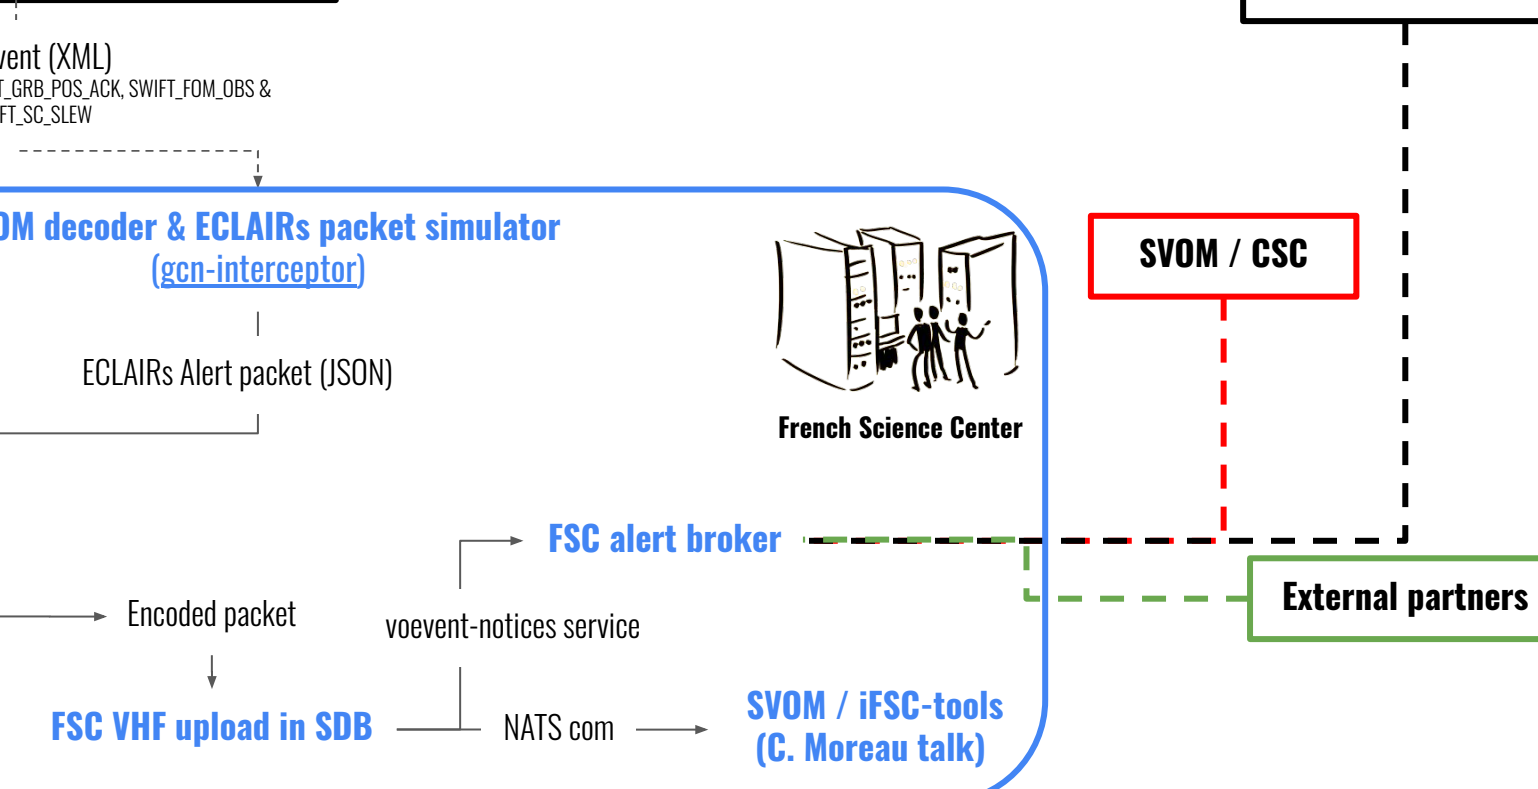 vent (XML)
T_GRB_POS_ACK, SWIFT_FOM_OBS &
FT_SC_SLEW
OM decoder & ECLAIRs packet simulator
(gcn-interceptor)
SVOM / CSC
ECLAIRs Alert packet (JSON)
French Science Center
FSC alert broker
External partners
Encoded packet
voevent-notices service
FSC VHF upload in SDB
NATS com
SVOM / iFSC-tools
(C. Moreau talk)